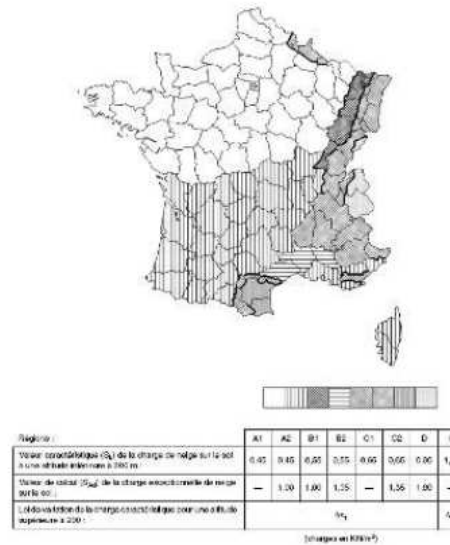 Régions : A1 A2 B1 B2 C1 C2 D
Valeur caractéristique (Sk) de la charge de neige sur le sol
à une altitude inférieure à 200 m : 0,45 0,45 0,55 0,55 0,65 0,65 0,90
Valeur de calcul (SAd) de la charge exceptionnelle de neige
sur le sol : — 1,00 1,00 1,35 — 1,35 1,80
Loi de variation de la charge caractéristique pour une altitude
supérieure à 200 : Δs1
(charges en KN/m²)